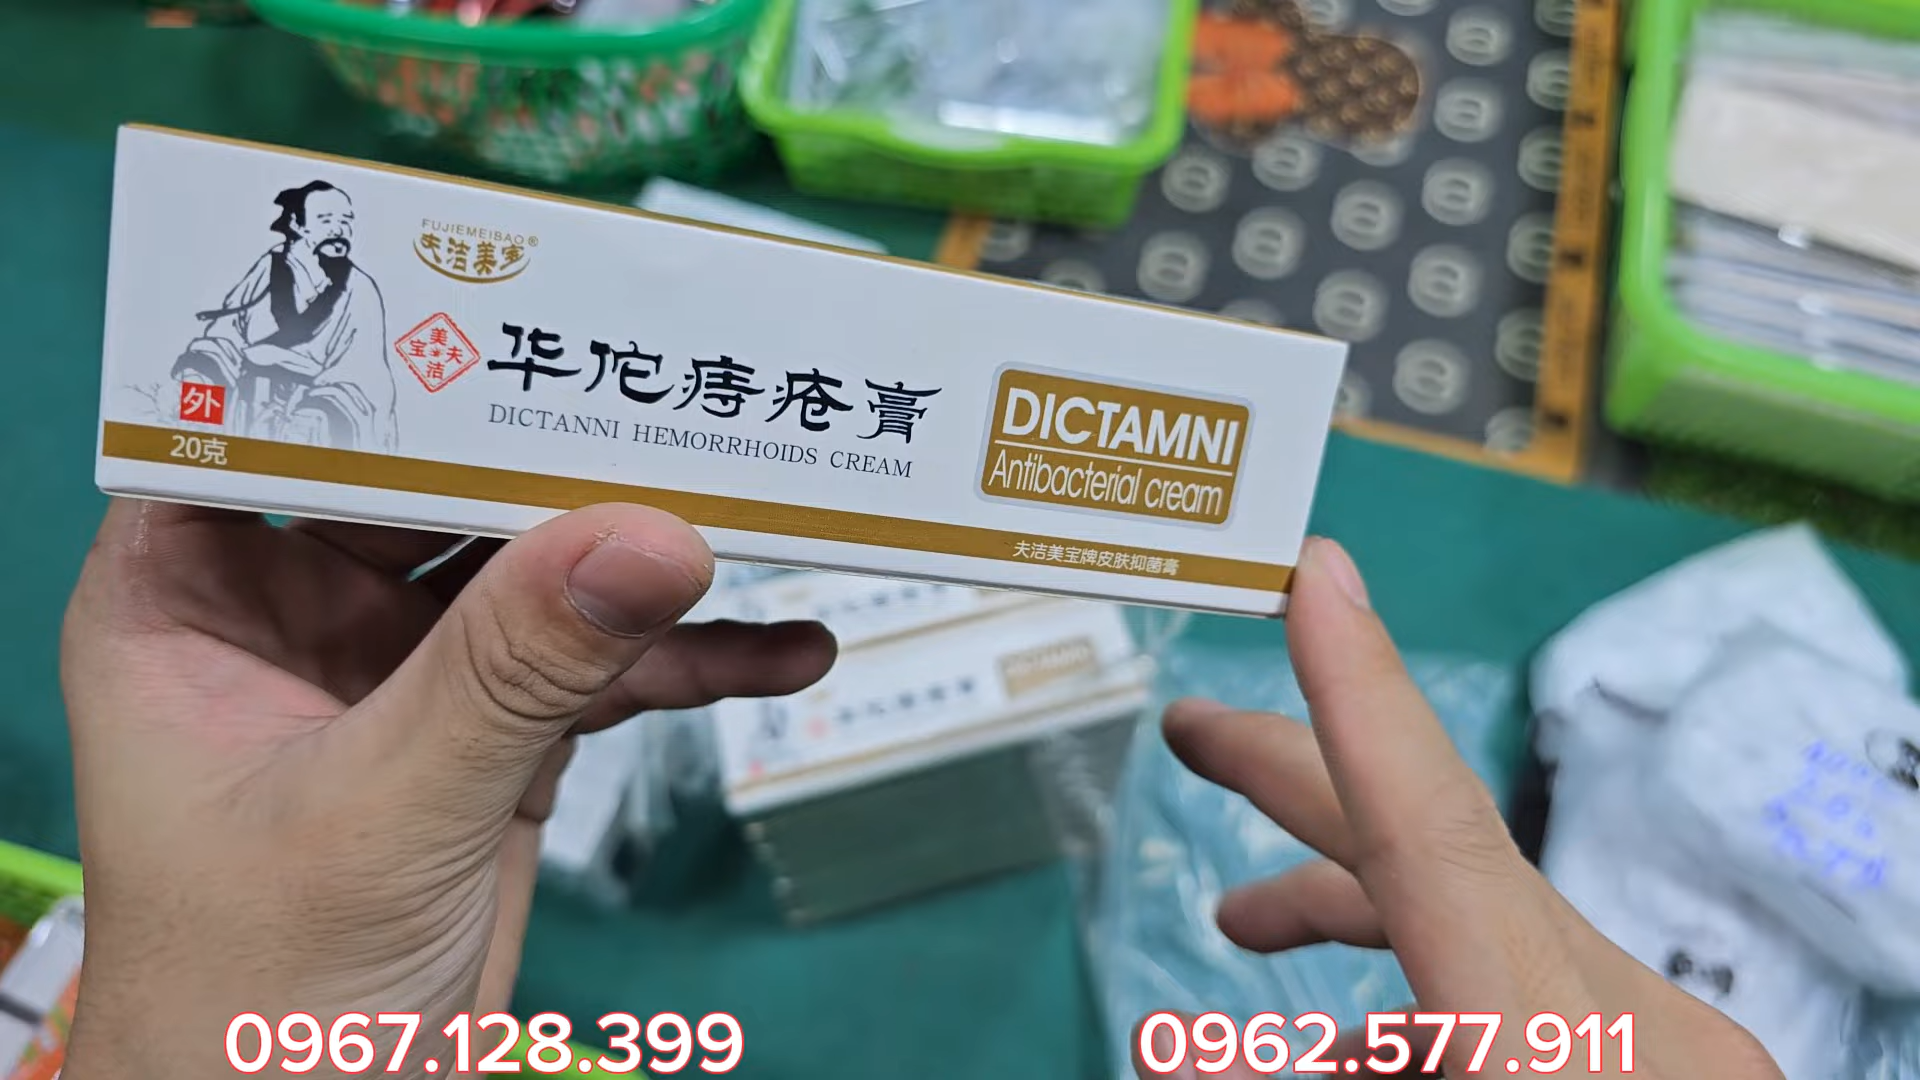 FUJIEMEIBAO®
夫洁美宝
美夫宝洁
华佗痔疮膏
DICTANNI HEMORRHOIDS CREAM
DICTAMNI
Antibacterial cream
外
20克
夫洁美宝牌皮肤抑菌膏
0967.128.399
0962.577.911